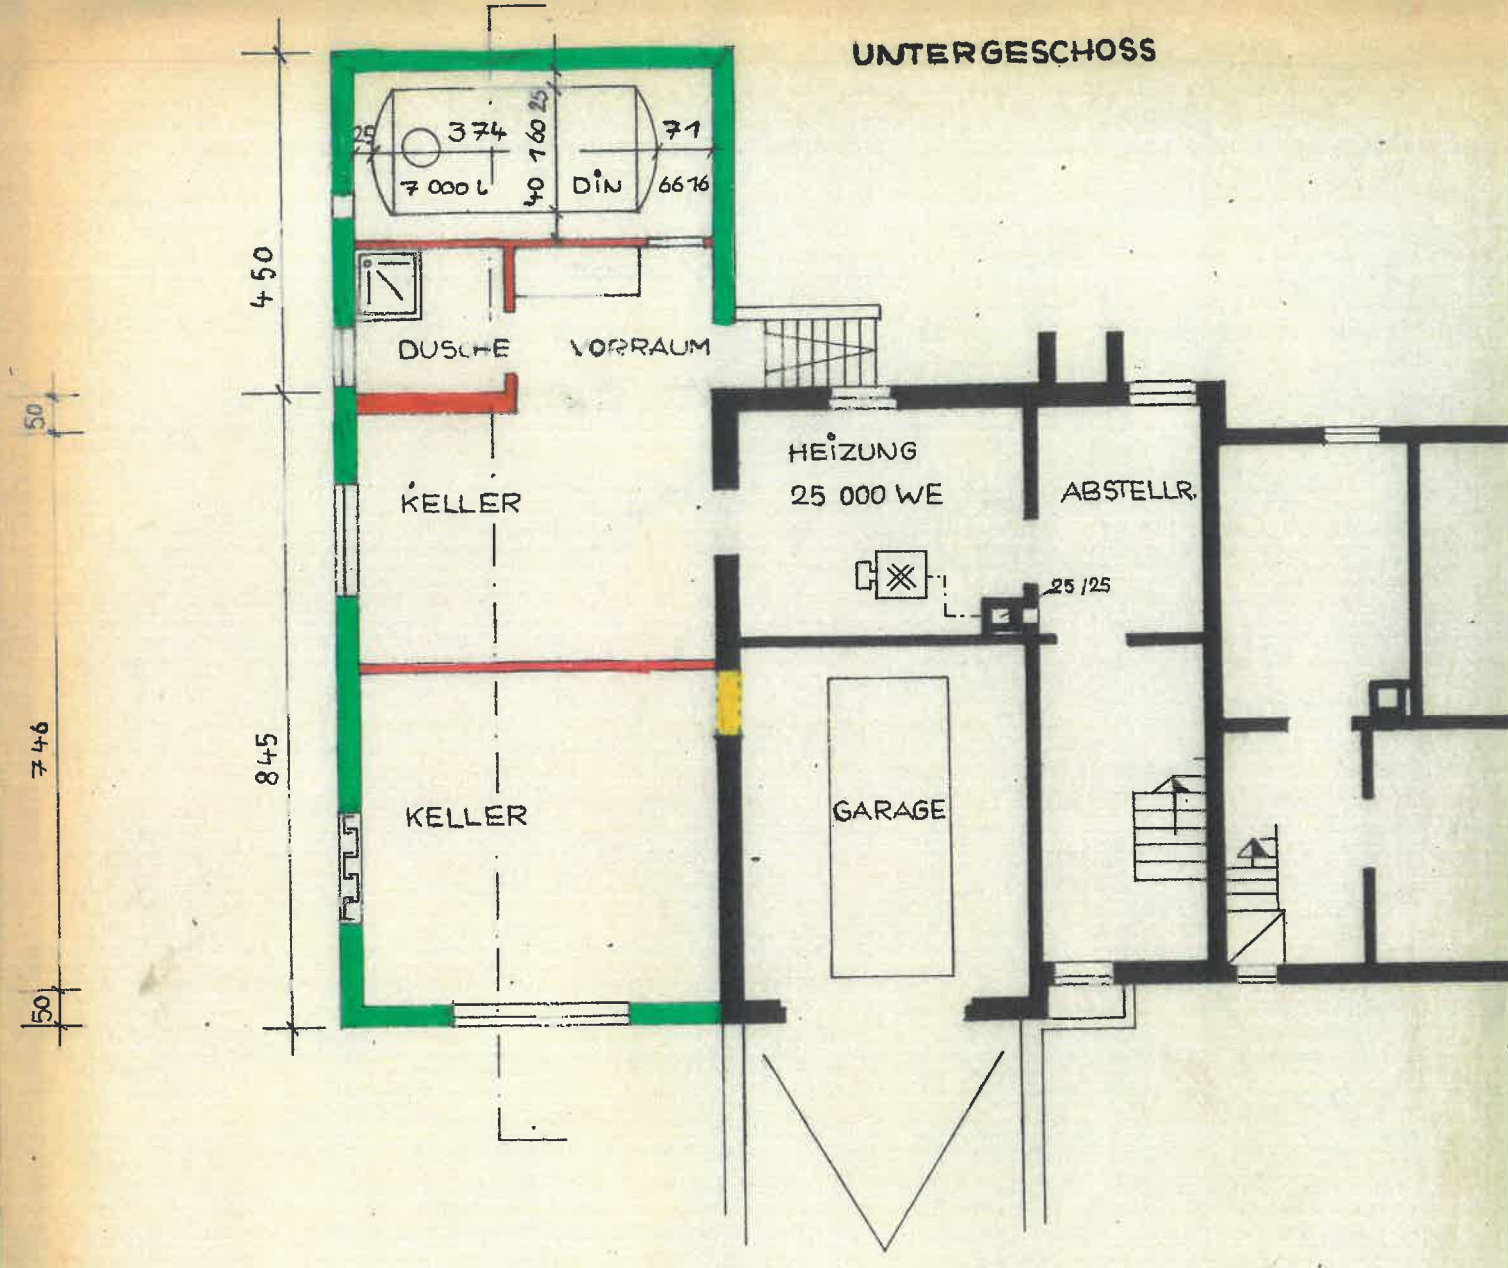 UNTERGESCHOSS
25
374
40 160 25
71
7 000 L
DIN
6616
450
DUSCHE
VORRAUM
50
HEIZUNG
25 000 WE
KELLER
ABSTELLR.
25/25
746
845
KELLER
GARAGE
50